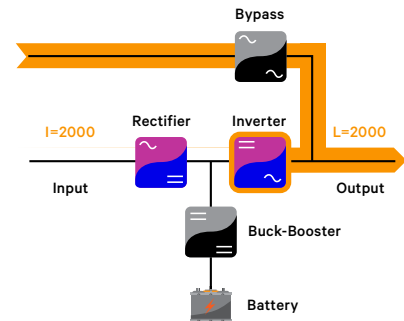 Bypass
Rectifier
Inverter
I=2000
L=2000
Input
Output
Buck-Booster
Battery